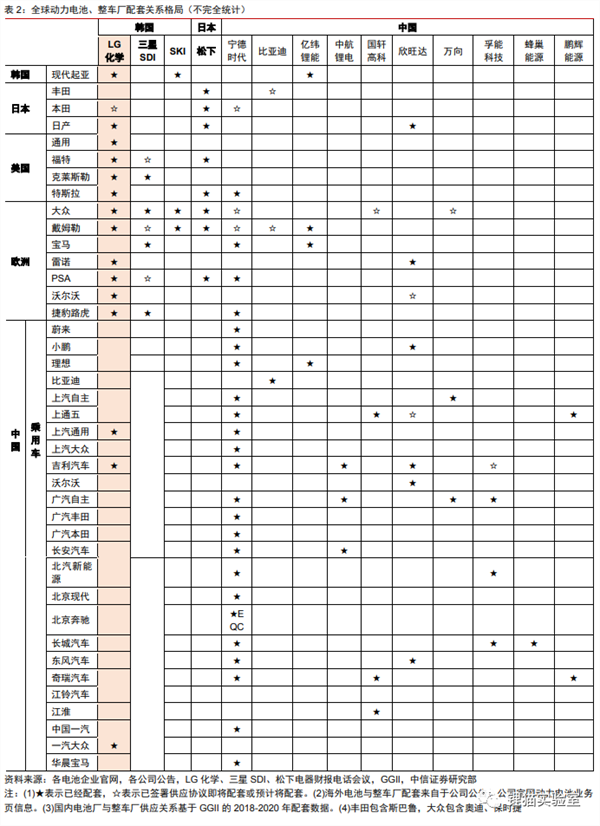 表 2：全球动力电池、整车厂配套关系格局（不完全统计）
韩国 日本 中国
LG化学 三星SDI SKI 松下 宁德时代 比亚迪 亿纬锂能 中航锂电 国轩高科 欣旺达 万向 孚能科技 蜂巢能源 鹏辉能源
韩国 现代起亚 ★ ★ ★
日本 丰田 ★ ☆
本田 ☆ ★ ☆
日产 ★ ★ ★
美国 通用 ★
福特 ★ ☆ ★
克莱斯勒 ★ ★
特斯拉 ★ ★ ★
欧洲 大众 ★ ★ ★ ★ ☆ ☆ ☆
戴姆勒 ★ ☆ ★ ★ ☆ ☆ ★
宝马 ★ ★ ★
雷诺 ★ ★
PSA ★ ☆ ★ ★
沃尔沃 ★ ☆
捷豹路虎 ★ ★ ★
中国 乘用车 蔚来 ★
小鹏 ★ ★
理想 ★ ★
比亚迪 ★
上汽自主 ★ ★
上通五 ★ ★ ☆ ★
上汽通用 ★ ★
上汽大众 ★
吉利汽车 ★ ★ ★ ★ ☆
沃尔沃 ★
广汽自主 ★ ★ ★ ★
广汽丰田 ★
广汽本田 ★
长安汽车 ★ ★
北汽新能源 ★ ★
北京现代 ★
北京奔驰 ★EQC
长城汽车 ★ ★ ★
东风汽车 ★ ★
奇瑞汽车 ★ ★ ★
江铃汽车
江淮 ★
中国一汽 ★
一汽大众 ★
华晨宝马 ★
资料来源：各电池企业官网，各公司公告，LG 化学、三星 SDI、松下电器财报电话会议，GGII，中信证券研究部
注：(1)★表示已经配套，☆表示已签署供应协议即将配套或预计将配套。(2)海外电池与整车厂配套来自于公司公告、公司官网动力电池业务
页信息。(3)国内电池厂与整车厂供应关系基于 GGII 的 2018-2020 年配套数据。(4)丰田包含斯巴鲁，大众包含奥迪、保时捷
锂猫实验室